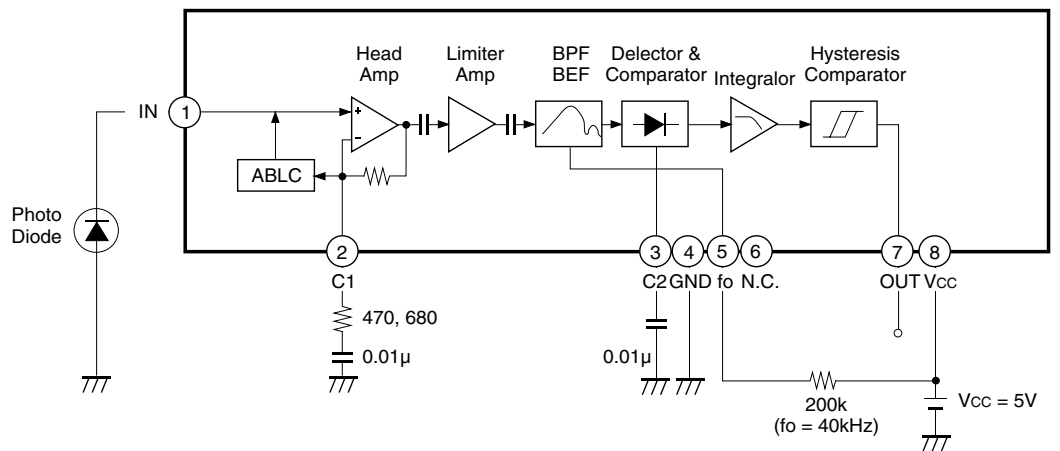 Head
Amp
Limiter
Amp
BPF
BEF
Delector &
Comparator
Integralor
Hysteresis
Comparator
IN
1
+
-
ABLC
Photo
Diode
2
3
4
5
6
7
8
C1
C2
GND
fo
N.C.
OUT
VCC
470, 680
0.01μ
0.01μ
200k
(fo = 40kHz)
VCC = 5V